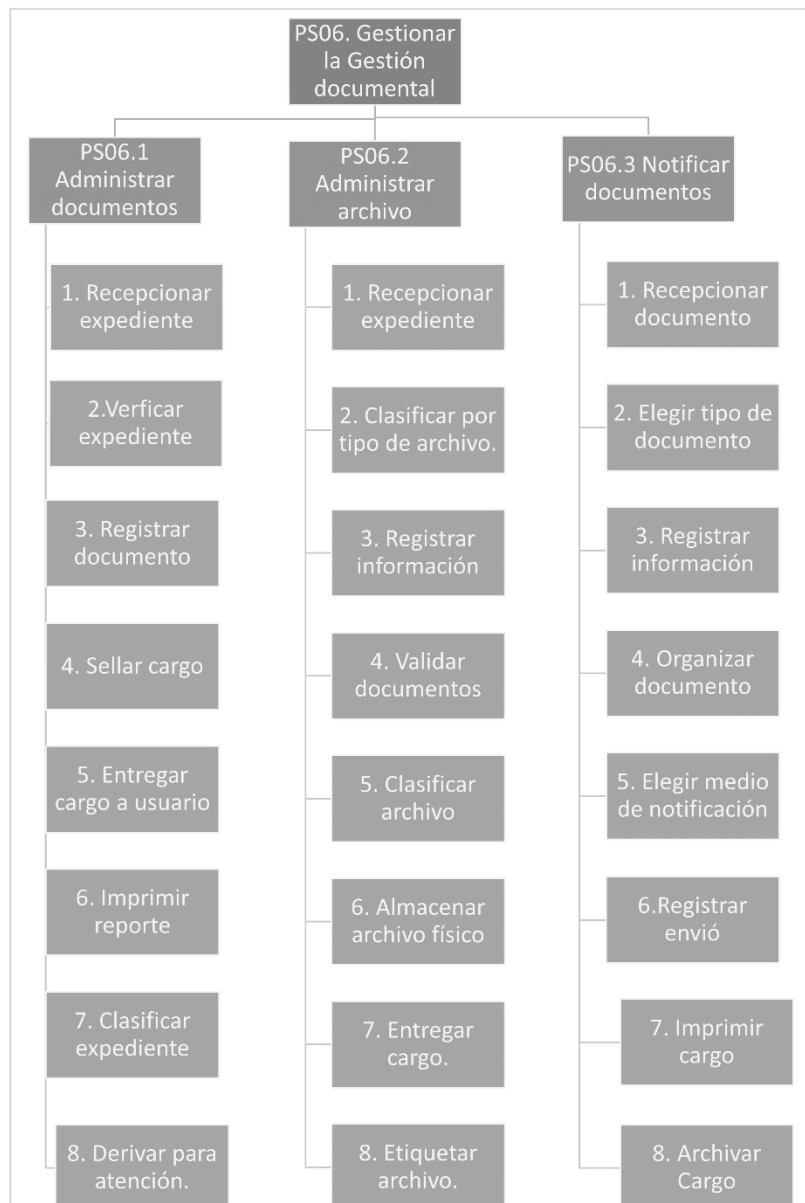 PS06. Gestionar
la Gestión
documental
PS06.1
Administrar
documentos
1. Recepcionar
expediente
2.Verficar
expediente
3. Registrar
documento
4. Sellar cargo
5. Entregar
cargo a usuario
6. Imprimir
reporte
7. Clasificar
expediente
8. Derivar para
atención.
PS06.2
Administrar
archivo
1. Recepcionar
expediente
2. Clasificar por
tipo de archivo.
3. Registrar
información
4. Validar
documentos
5. Clasificar
archivo
6. Almacenar
archivo físico
7. Entregar
cargo.
8. Etiquetar
archivo.
PS06.3 Notificar
documentos
1. Recepcionar
documento
2. Elegir tipo de
documento
3. Registrar
información
4. Organizar
documento
5. Elegir medio
de notificación
6.Registrar
envió
7. Imprimir
cargo
8. Archivar
Cargo